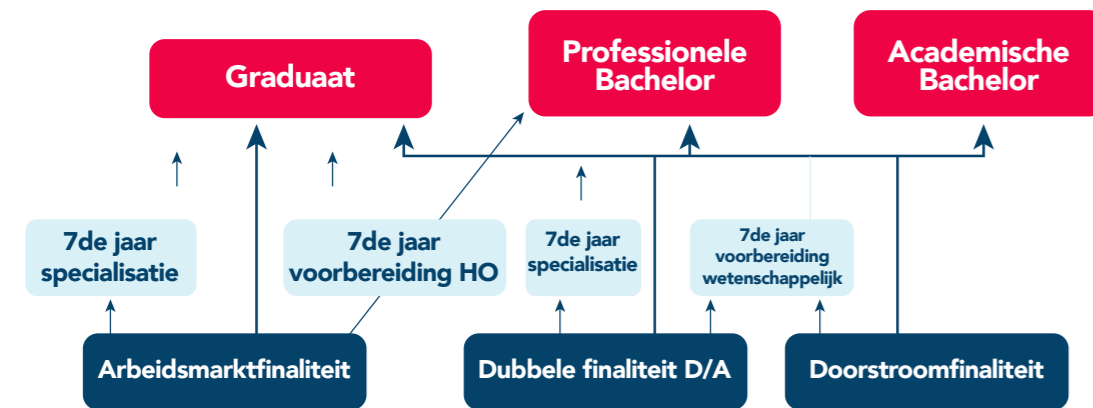 Graduaat
Professionele
Bachelor
Academische
Bachelor
7de jaar
specialisatie
7de jaar
voorbereiding HO
7de jaar
specialisatie
7de jaar
voorbereiding
wetenschappelijk
Arbeidsmarktfinaliteit
Dubbele finaliteit D/A
Doorstroomfinaliteit